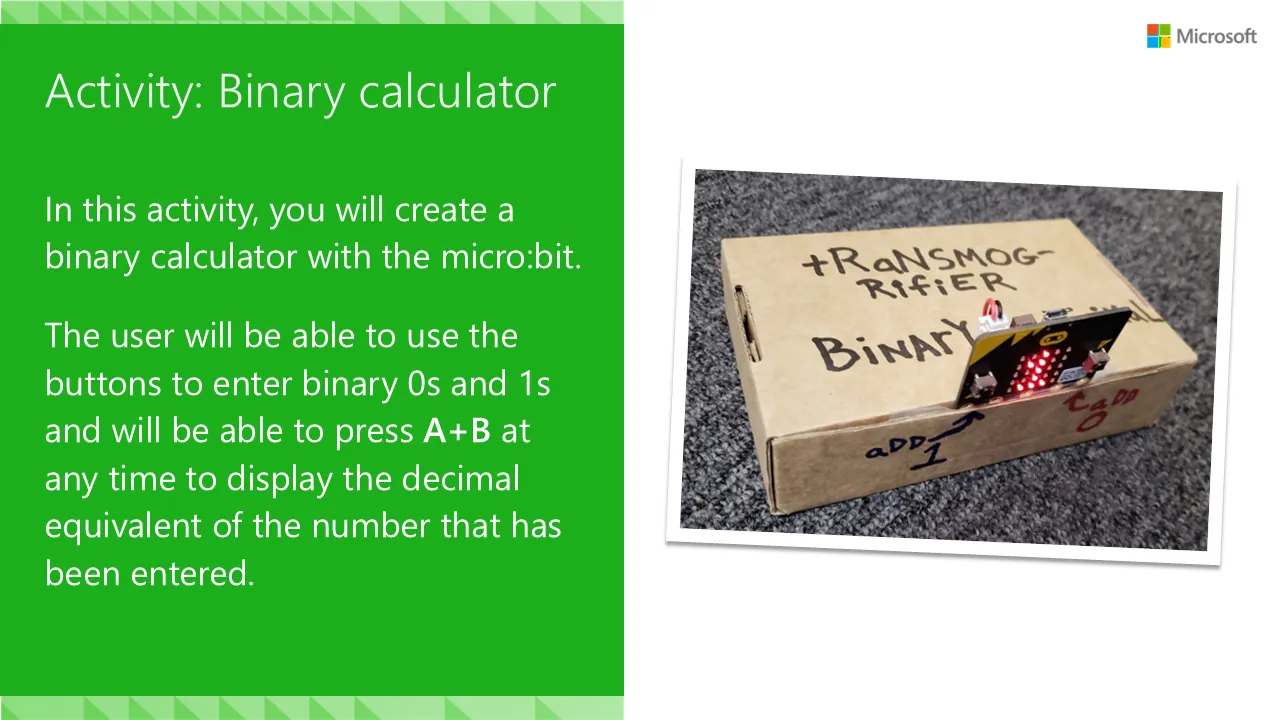 Microsoft
Activity: Binary calculator
In this activity, you will create a
binary calculator with the micro:bit.
The user will be able to use the
buttons to enter binary 0s and 1s
and will be able to press A+B at
any time to display the decimal
equivalent of the number that has
been entered.
+RaNSMOG-
RifiER
BiNARY
aDD
1
aDD
0